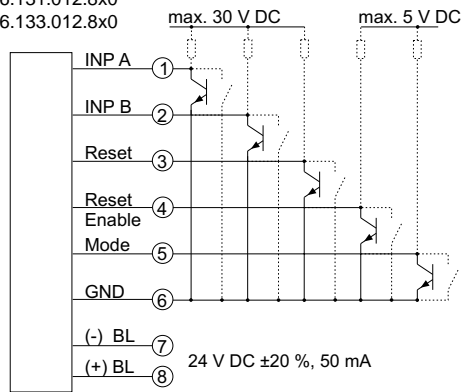 6.131.012.8x0
6.133.012.8x0
max. 30 V DC
max. 5 V DC
INP A
1
INP B
2
Reset
3
Reset
Enable
4
Mode
5
GND
6
(-) BL
7
(+) BL
8
24 V DC ±20 %, 50 mA